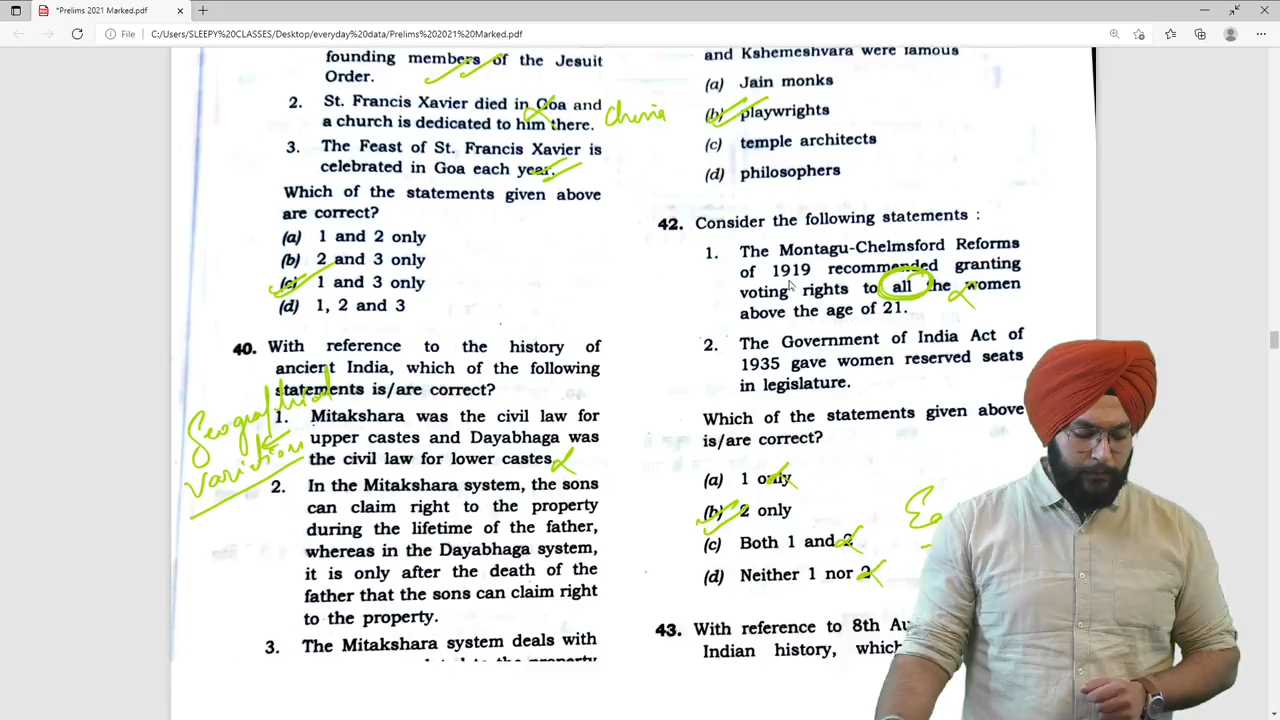 *Prelims 2021 Marked.pdf
File
C:/Users/SLEEPY%20CLASSES/Desktop/everyday%20data/Prelims%202021%20Marked.pdf
founding members of the Jesuit
Order.
2. St. Francis Xavier died in Goa and
a church is dedicated to him there.
China
3. The Feast of St. Francis Xavier is
celebrated in Goa each year.
Which of the statements given above
are correct?
(a) 1 and 2 only
(b) 2 and 3 only
(c) 1 and 3 only
(d) 1, 2 and 3
40. With reference to the history of
ancient India, which of the following
statements is/are correct?
Geographical
variation
1. Mitakshara was the civil law for
upper castes and Dayabhaga was
the civil law for lower castes.
2. In the Mitakshara system, the sons
can claim right to the property
during the lifetime of the father,
whereas in the Dayabhaga system,
it is only after the death of the
father that the sons can claim right
to the property.
3. The Mitakshara system deals with
and Kshemeshvara were famous
(a) Jain monks
(b) playwrights
(c) temple architects
(d) philosophers
42. Consider the following statements :
1. The Montagu-Chelmsford Reforms
of 1919 recommended granting
voting rights to all the women
above the age of 21.
2. The Government of India Act of
1935 gave women reserved seats
in legislature.
Which of the statements given above
is/are correct?
(a) 1 only
(b) 2 only
(c) Both 1 and 2
(d) Neither 1 nor 2
Ea
43. With reference to 8th Au
Indian history, which